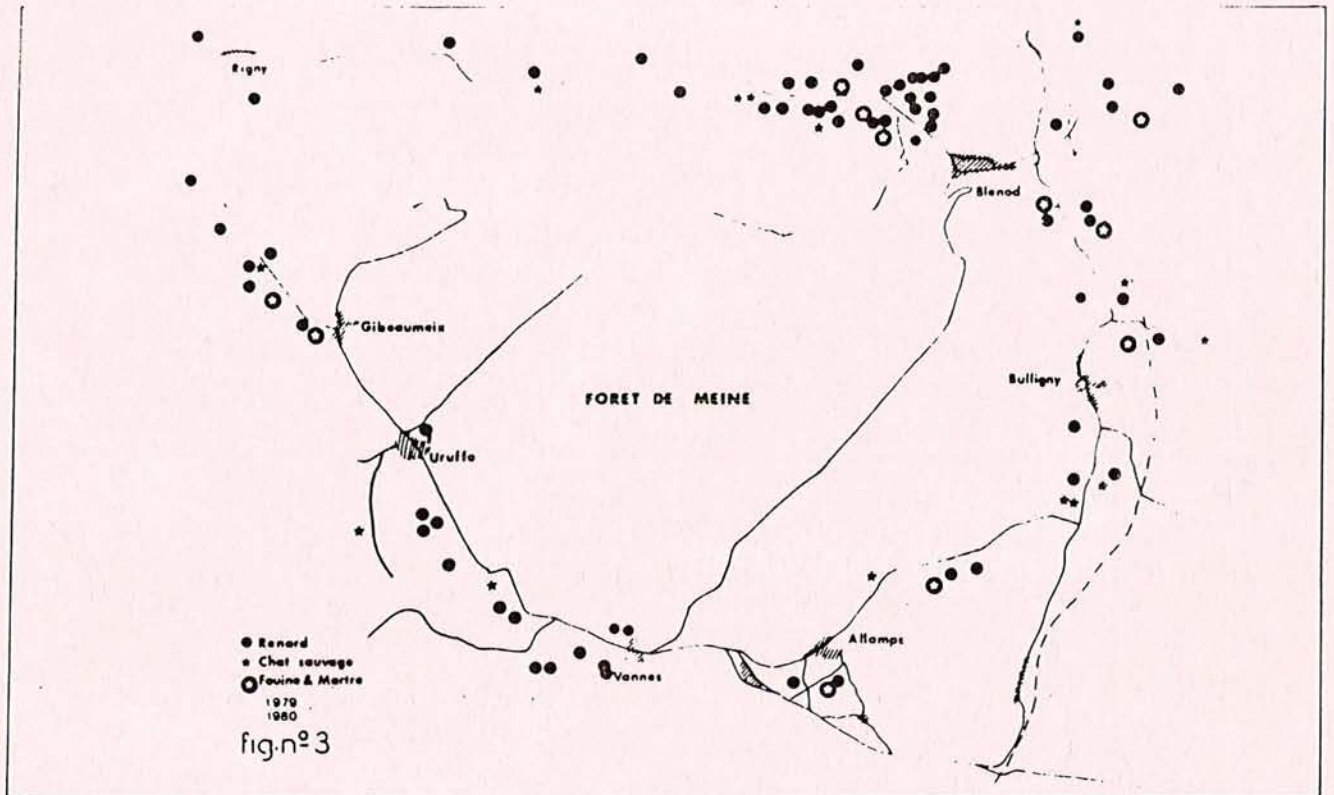 Rigny
Blenod
Gibeaumeix
FORET DE MEINE
Bulligny
Uruffe
Allamps
Vannes
Renard
Chat sauvage
Fouine & Martre
1979
1980
fig.nº3